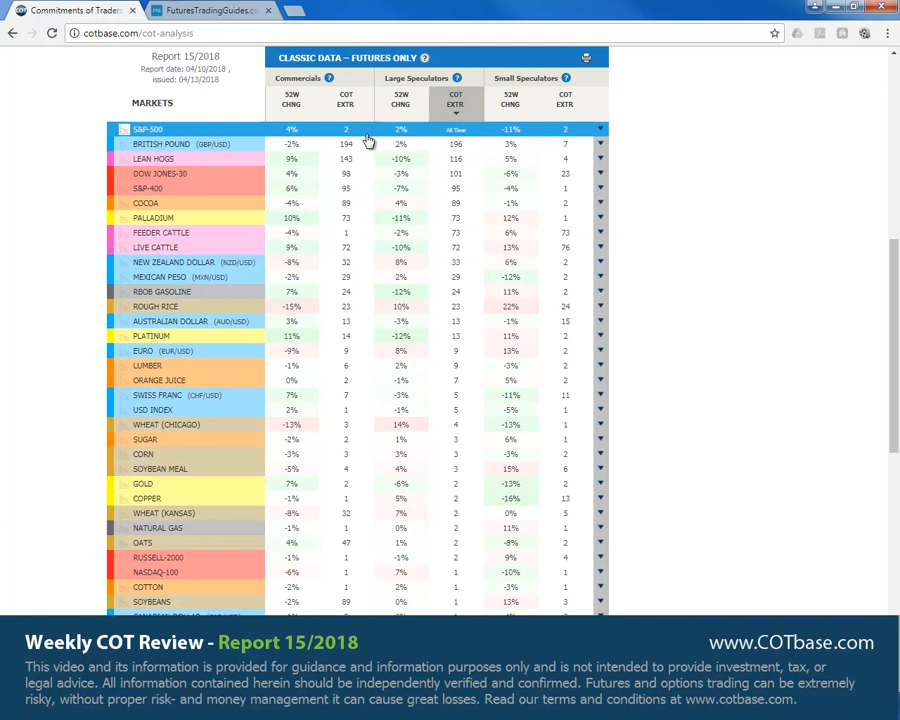 Commitments of Traders ×
FuturesTradingGuides.cc ×
cotbase.com/cot-analysis
Report 15/2018
Report date: 04/10/2018 ,
issued: 04/13/2018
MARKETS
CLASSIC DATA – FUTURES ONLY ?
Commercials ? Large Speculators ? Small Speculators ?
52W CHNG COT EXTR 52W CHNG COT EXTR 52W CHNG COT EXTR
S&P-500 4% 2 2% All Time -11% 2
BRITISH POUND (GBP/USD) -2% 194 2% 196 3% 7
LEAN HOGS 9% 143 -10% 116 5% 4
DOW JONES-30 4% 98 -3% 101 -6% 23
S&P-400 6% 95 -7% 95 -4% 1
COCOA -4% 89 4% 89 -1% 2
PALLADIUM 10% 73 -11% 73 12% 1
FEEDER CATTLE -4% 1 -2% 73 6% 73
LIVE CATTLE 9% 72 -10% 72 13% 76
NEW ZEALAND DOLLAR (NZD/USD) -8% 32 8% 33 6% 2
MEXICAN PESO (MXN/USD) -2% 29 2% 29 -12% 2
RBOB GASOLINE 7% 24 -12% 24 11% 2
ROUGH RICE -15% 23 10% 23 22% 24
AUSTRALIAN DOLLAR (AUD/USD) 3% 13 -3% 13 -1% 15
PLATINUM 11% 14 -12% 13 11% 2
EURO (EUR/USD) -9% 9 8% 9 13% 2
LUMBER -1% 6 2% 9 -3% 2
ORANGE JUICE 0% 2 -1% 7 5% 2
SWISS FRANC (CHF/USD) 7% 7 -3% 5 -11% 11
USD INDEX 2% 1 -1% 5 -5% 1
WHEAT (CHICAGO) -13% 3 14% 4 -13% 1
SUGAR -2% 2 1% 3 6% 2
CORN -3% 3 3% 3 -3% 2
SOYBEAN MEAL -5% 4 4% 3 15% 6
GOLD 7% 2 -6% 2 -13% 2
COPPER -1% 1 5% 2 -16% 13
WHEAT (KANSAS) -8% 32 7% 2 0% 5
NATURAL GAS -1% 1 0% 2 11% 1
OATS 4% 47 1% 2 -8% 2
RUSSELL-2000 -1% 1 -1% 2 9% 4
NASDAQ-100 -6% 1 7% 1 -10% 1
COTTON -2% 1 2% 1 -3% 1
SOYBEANS -2% 89 0% 1 13% 3
Weekly COT Review - Report 15/2018
www.COTbase.com
This video and its information is provided for guidance and information purposes only and is not intended to provide investment, tax, or
legal advice. All information contained herein should be independently verified and confirmed. Futures and options trading can be extremely
risky, without proper risk- and money management it can cause great losses. Read our terms and conditions at www.cotbase.com.